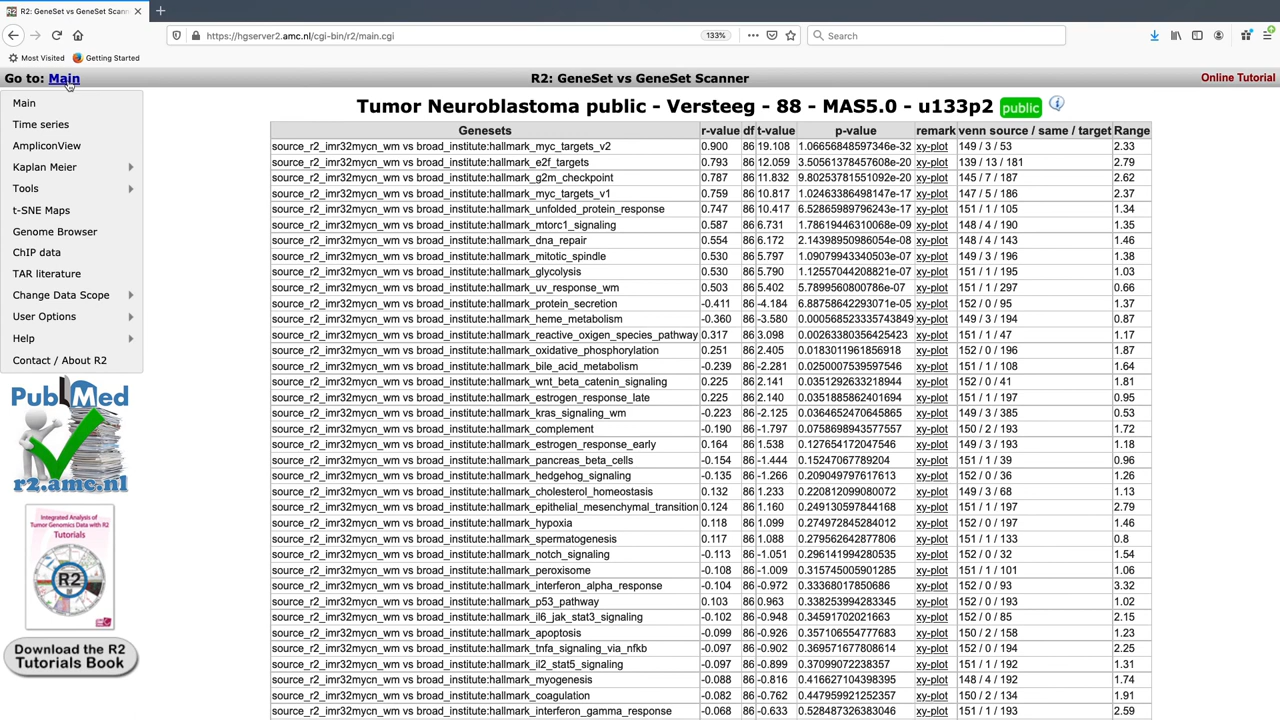 R2: GeneSet vs GeneSet Scanner
https://hgserver2.amc.nl/cgi-bin/r2/main.cgi 133% Search
Most Visited Getting Started
Go to: Main R2: GeneSet vs GeneSet Scanner Online Tutorial
Main
Time series
AmpliconView
Kaplan Meier
Tools
t-SNE Maps
Genome Browser
ChIP data
TAR literature
Change Data Scope
User Options
Help
Contact / About R2
PubMed
r2.amc.nl
Integrated Analysis of
Tumor Genomics Data with R2
Tutorials
R2
Download the R2
Tutorials Book
Tumor Neuroblastoma public - Versteeg - 88 - MAS5.0 - u133p2 public
Genesets r-value df t-value p-value remark venn source / same / target Range
source_r2_imr32mycn_wm vs broad_institute:hallmark_myc_targets_v2 0.900 86 19.108 1.06656848597346e-32 xy-plot 149 / 3 / 53 2.33
source_r2_imr32mycn_wm vs broad_institute:hallmark_e2f_targets 0.793 86 12.059 3.50561378457608e-20 xy-plot 139 / 13 / 181 2.79
source_r2_imr32mycn_wm vs broad_institute:hallmark_g2m_checkpoint 0.787 86 11.832 9.80253781551092e-20 xy-plot 145 / 7 / 187 2.62
source_r2_imr32mycn_wm vs broad_institute:hallmark_myc_targets_v1 0.759 86 10.817 1.02463386498147e-17 xy-plot 147 / 5 / 186 2.37
source_r2_imr32mycn_wm vs broad_institute:hallmark_unfolded_protein_response 0.747 86 10.417 6.52865989796243e-17 xy-plot 151 / 1 / 105 1.34
source_r2_imr32mycn_wm vs broad_institute:hallmark_mtorc1_signaling 0.587 86 6.731 1.78619446310068e-09 xy-plot 148 / 4 / 190 1.35
source_r2_imr32mycn_wm vs broad_institute:hallmark_dna_repair 0.554 86 6.172 2.14398950986054e-08 xy-plot 148 / 4 / 143 1.46
source_r2_imr32mycn_wm vs broad_institute:hallmark_mitotic_spindle 0.530 86 5.797 1.09079943340503e-07 xy-plot 149 / 3 / 196 1.38
source_r2_imr32mycn_wm vs broad_institute:hallmark_glycolysis 0.530 86 5.790 1.12557044208821e-07 xy-plot 151 / 1 / 195 1.03
source_r2_imr32mycn_wm vs broad_institute:hallmark_uv_response_wm 0.503 86 5.402 5.7899560800786e-07 xy-plot 151 / 1 / 297 0.66
source_r2_imr32mycn_wm vs broad_institute:hallmark_protein_secretion -0.411 86 -4.184 6.88758642293071e-05 xy-plot 152 / 0 / 95 1.37
source_r2_imr32mycn_wm vs broad_institute:hallmark_heme_metabolism -0.360 86 -3.580 0.000568523335743849 xy-plot 149 / 3 / 194 0.87
source_r2_imr32mycn_wm vs broad_institute:hallmark_reactive_oxigen_species_pathway 0.317 86 3.098 0.00263380356425423 xy-plot 151 / 1 / 47 1.17
source_r2_imr32mycn_wm vs broad_institute:hallmark_oxidative_phosphorylation 0.251 86 2.405 0.0183011961856918 xy-plot 152 / 0 / 196 1.87
source_r2_imr32mycn_wm vs broad_institute:hallmark_bile_acid_metabolism -0.239 86 -2.281 0.0250007539597546 xy-plot 151 / 1 / 108 1.64
source_r2_imr32mycn_wm vs broad_institute:hallmark_wnt_beta_catenin_signaling 0.225 86 2.141 0.0351292633218944 xy-plot 152 / 0 / 41 1.81
source_r2_imr32mycn_wm vs broad_institute:hallmark_estrogen_response_late 0.225 86 2.140 0.0351885862401694 xy-plot 151 / 1 / 197 0.95
source_r2_imr32mycn_wm vs broad_institute:hallmark_kras_signaling_wm -0.223 86 -2.125 0.0364652470645865 xy-plot 149 / 3 / 385 0.53
source_r2_imr32mycn_wm vs broad_institute:hallmark_complement -0.190 86 -1.797 0.0758698943577557 xy-plot 150 / 2 / 193 1.72
source_r2_imr32mycn_wm vs broad_institute:hallmark_estrogen_response_early 0.164 86 1.538 0.127654172047546 xy-plot 149 / 3 / 193 1.18
source_r2_imr32mycn_wm vs broad_institute:hallmark_pancreas_beta_cells -0.154 86 -1.444 0.15247067789204 xy-plot 151 / 1 / 39 0.96
source_r2_imr32mycn_wm vs broad_institute:hallmark_hedgehog_signaling -0.135 86 -1.266 0.209049797617613 xy-plot 152 / 0 / 36 1.26
source_r2_imr32mycn_wm vs broad_institute:hallmark_cholesterol_homeostasis 0.132 86 1.233 0.220812099080072 xy-plot 149 / 3 / 68 1.13
source_r2_imr32mycn_wm vs broad_institute:hallmark_epithelial_mesenchymal_transition 0.124 86 1.160 0.249130597844168 xy-plot 151 / 1 / 197 2.79
source_r2_imr32mycn_wm vs broad_institute:hallmark_hypoxia 0.118 86 1.099 0.274972845284012 xy-plot 152 / 0 / 197 1.46
source_r2_imr32mycn_wm vs broad_institute:hallmark_spermatogenesis 0.117 86 1.088 0.279562642877806 xy-plot 151 / 1 / 133 0.8
source_r2_imr32mycn_wm vs broad_institute:hallmark_notch_signaling -0.113 86 -1.051 0.296141994280535 xy-plot 152 / 0 / 32 1.54
source_r2_imr32mycn_wm vs broad_institute:hallmark_peroxisome -0.108 86 -1.009 0.315745005901285 xy-plot 151 / 1 / 101 1.06
source_r2_imr32mycn_wm vs broad_institute:hallmark_interferon_alpha_response -0.104 86 -0.972 0.33368017850686 xy-plot 152 / 0 / 93 3.32
source_r2_imr32mycn_wm vs broad_institute:hallmark_p53_pathway 0.103 86 0.963 0.338253994283345 xy-plot 152 / 0 / 193 1.02
source_r2_imr32mycn_wm vs broad_institute:hallmark_il6_jak_stat3_signaling -0.102 86 -0.948 0.34591702021663 xy-plot 152 / 0 / 85 2.15
source_r2_imr32mycn_wm vs broad_institute:hallmark_apoptosis -0.099 86 -0.926 0.357106554777683 xy-plot 150 / 2 / 158 1.23
source_r2_imr32mycn_wm vs broad_institute:hallmark_tnfa_signaling_via_nfkb -0.097 86 -0.902 0.369571677808614 xy-plot 152 / 0 / 194 2.25
source_r2_imr32mycn_wm vs broad_institute:hallmark_il2_stat5_signaling -0.097 86 -0.899 0.37099072238357 xy-plot 151 / 1 / 192 1.31
source_r2_imr32mycn_wm vs broad_institute:hallmark_myogenesis -0.088 86 -0.816 0.416627104398395 xy-plot 148 / 4 / 192 1.74
source_r2_imr32mycn_wm vs broad_institute:hallmark_coagulation -0.082 86 -0.762 0.447959921252357 xy-plot 150 / 2 / 134 1.91
source_r2_imr32mycn_wm vs broad_institute:hallmark_interferon_gamma_response -0.068 86 -0.633 0.528487326383046 xy-plot 151 / 1 / 193 2.59